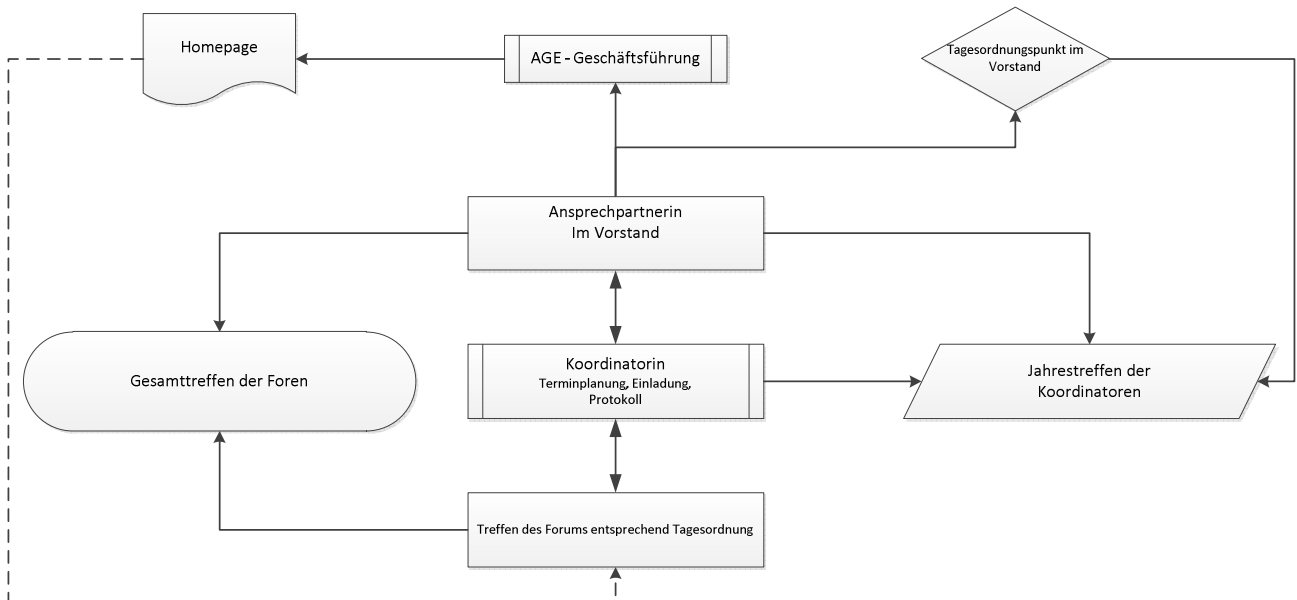 Homepage
AGE - Geschäftsführung
Tagesordnungspunkt im
Vorstand
Ansprechpartnerin
Im Vorstand
Gesamttreffen der Foren
Koordinatorin
Terminplanung, Einladung,
Protokoll
Jahrestreffen der
Koordinatoren
Treffen des Forums entsprechend Tagesordnung